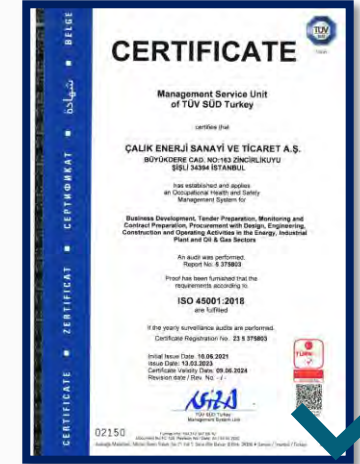 CERTIFICATE
TÜV
Management Service Unit
of TÜV SÜD Turkey
certifies that
ÇALIK ENERJİ SANAYİ VE TİCARET A.Ş.
BÜYÜKDERE CAD. NO:163 ZİNCİRLİKUYU
ŞİŞLİ 34394 İSTANBUL
has established and applies
an Occupational Health and Safety
Management System for
Business Development, Tender Preparation, Monitoring and
Contract Preparation, Procurement with Design, Engineering,
Construction and Operating Activities in the Energy, Industrial
Plant and Oil & Gas Sectors
An audit was performed.
Report No. 6 375803
Proof has been furnished that the
requirements according to
ISO 45001:2018
are fulfilled
if the yearly surveillance audits are performed.
Certificate Registration No. 23 5 375803
Initial Issue Date: 10.06.2021
Issue Date: 13.03.2023
Certificate Validity Date: 09.06.2024
Revision date / Rev. No. - / -
TÜV SÜD Turkey
Management System Unit
02150
CERTIFICATE ■ ZERTIFICAT ■ СЕРТИФИКАТ ■ شهادة ■ BELGE